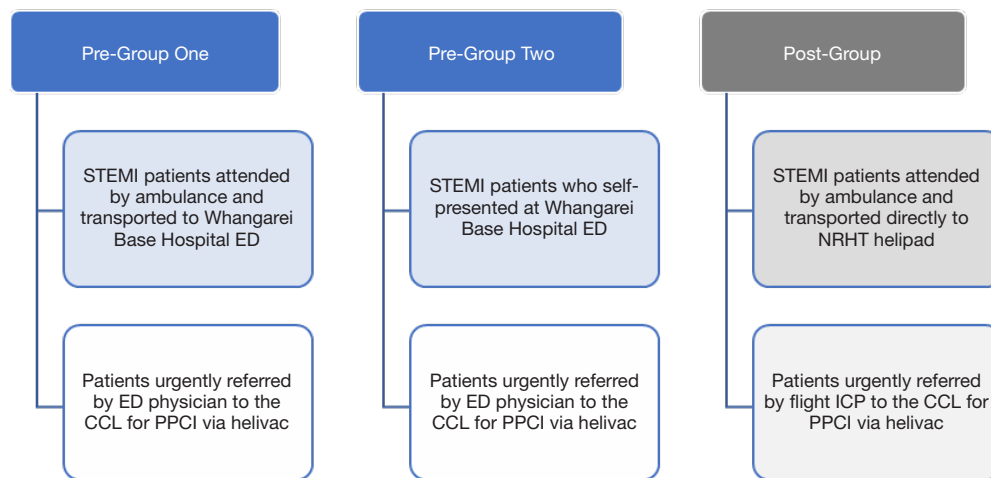 Pre-Group One
STEMI patients attended
by ambulance and
transported to Whangarei
Base Hospital ED
Patients urgently referred
by ED physician to the
CCL for PPCI via helivac
Pre-Group Two
STEMI patients who self-
presented at Whangarei
Base Hospital ED
Patients urgently referred
by ED physician to the
CCL for PPCI via helivac
Post-Group
STEMI patients attended
by ambulance and
transported directly to
NRHT helipad
Patients urgently referred
by flight ICP to the CCL for
PPCI via helivac